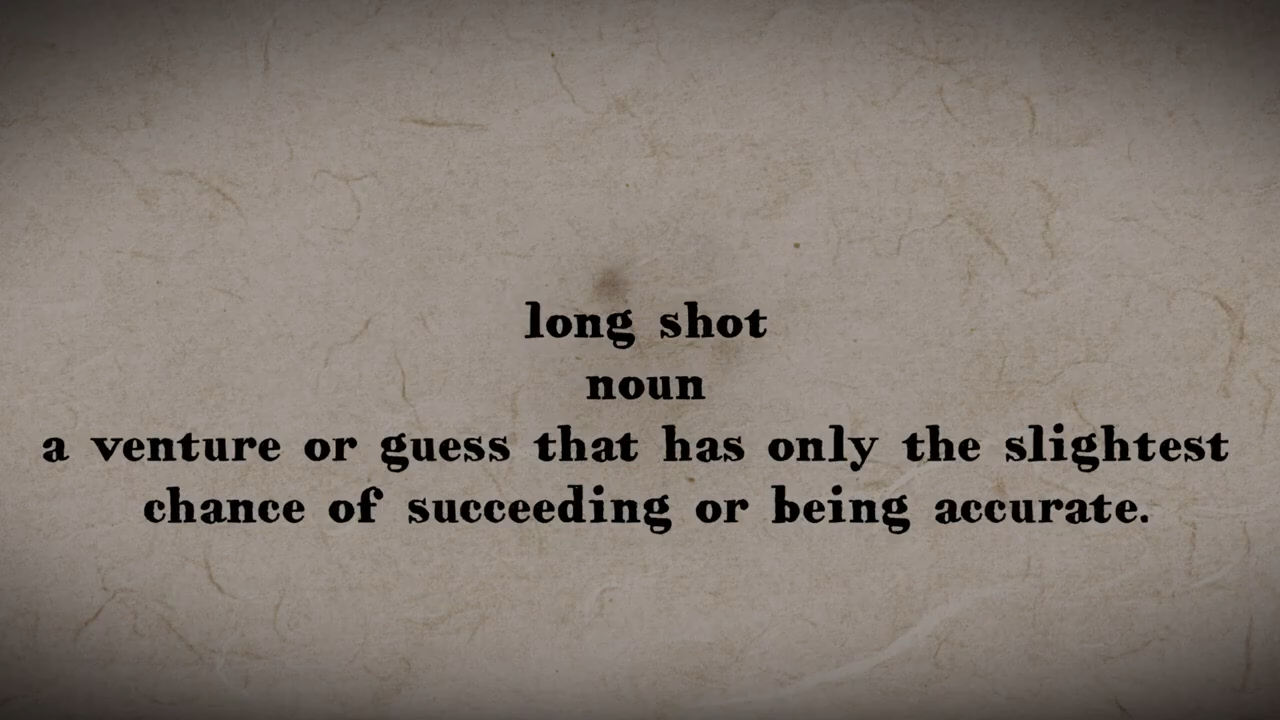 long shot
noun
a venture or guess that has only the slightest
chance of succeeding or being accurate.